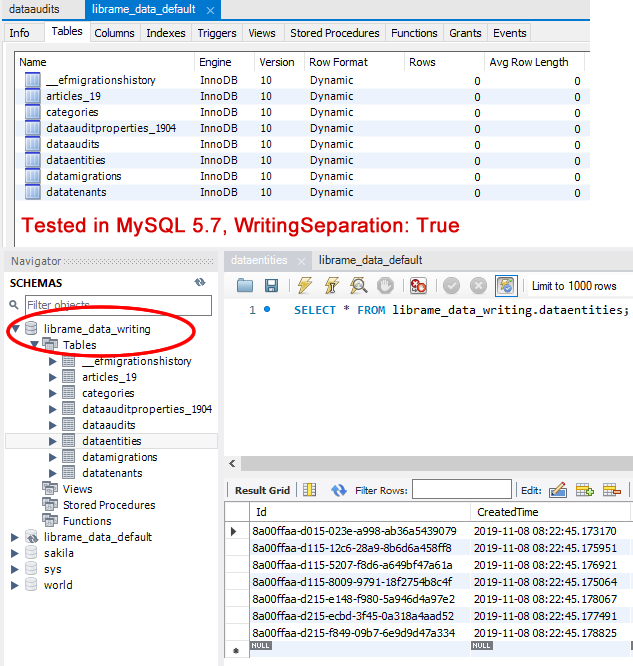 dataaudits librame_data_default
Info Tables Columns Indexes Triggers Views Stored Procedures Functions Grants Events
Name Engine Version Row Format Rows Avg Row Length
__efmigrationshistory InnoDB 10 Dynamic 0 0
articles_19 InnoDB 10 Dynamic 0 0
categories InnoDB 10 Dynamic 0 0
dataauditproperties_1904 InnoDB 10 Dynamic 0 0
dataaudits InnoDB 10 Dynamic 0 0
dataentities InnoDB 10 Dynamic 0 0
datamigrations InnoDB 10 Dynamic 0 0
datatenants InnoDB 10 Dynamic 0 0
Tested in MySQL 5.7, WritingSeparation: True
Navigator
SCHEMAS
Filter objects
librame_data_writing
Tables
__efmigrationshistory
articles_19
categories
dataauditproperties_1904
dataaudits
dataentities
datamigrations
datatenants
Views
Stored Procedures
Functions
librame_data_default
sakila
sys
world
dataentities librame_data_default
Limit to 1000 rows
1 SELECT * FROM librame_data_writing.dataentities;
Result Grid Filter Rows: Edit:
Id CreatedTime
8a00ffaa-d015-023e-a998-ab36a5439079 2019-11-08 08:22:45.173170
8a00ffaa-d115-12c6-28a9-8b6d6a458ff8 2019-11-08 08:22:45.175951
8a00ffaa-d115-5207-f8d6-a649bf47a61a 2019-11-08 08:22:45.176921
8a00ffaa-d115-8009-9791-18f2754b8c4f 2019-11-08 08:22:45.175064
8a00ffaa-d215-e148-f980-5a946d4a97e2 2019-11-08 08:22:45.178067
8a00ffaa-d215-ecbd-3f45-0a318a4aad52 2019-11-08 08:22:45.177491
8a00ffaa-d215-f849-09b7-6e9d9d47a334 2019-11-08 08:22:45.178825
NULL NULL